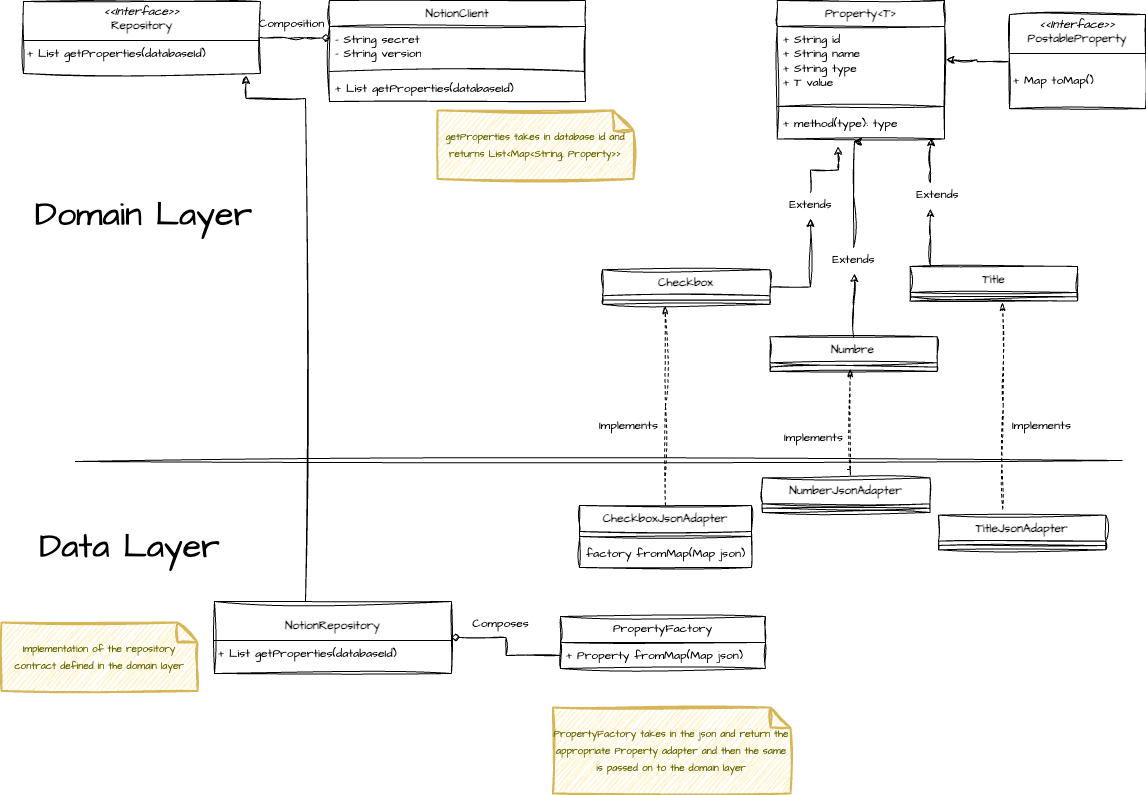 <<Interface>>
Repository
+ List getProperties(databaseId)
Composition
NotionClient
- String secret
- String version
+ List getProperties(databaseId)
getProperties takes in database id and
returns List<Map<String, Property>>
Property<T>
+ String id
+ String name
+ String type
+ T value
+ method(type): type
<<Interface>>
PostableProperty
+ Map toMap()
Domain Layer
Extends
Extends
Extends
Checkbox
Title
Numbre
Implements
Implements
Implements
Data Layer
NumberJsonAdapter
CheckboxJsonAdapter
factory fromMap(Map json)
TitleJsonAdapter
NotionRepository
+ List getProperties(databaseId)
Composes
PropertyFactory
+ Property fromMap(Map json)
Implementation of the repository
contract defined in the domain layer
PropertyFactory takes in the json and return the
appropriate Property adapter and then the same
is passed on to the domain layer